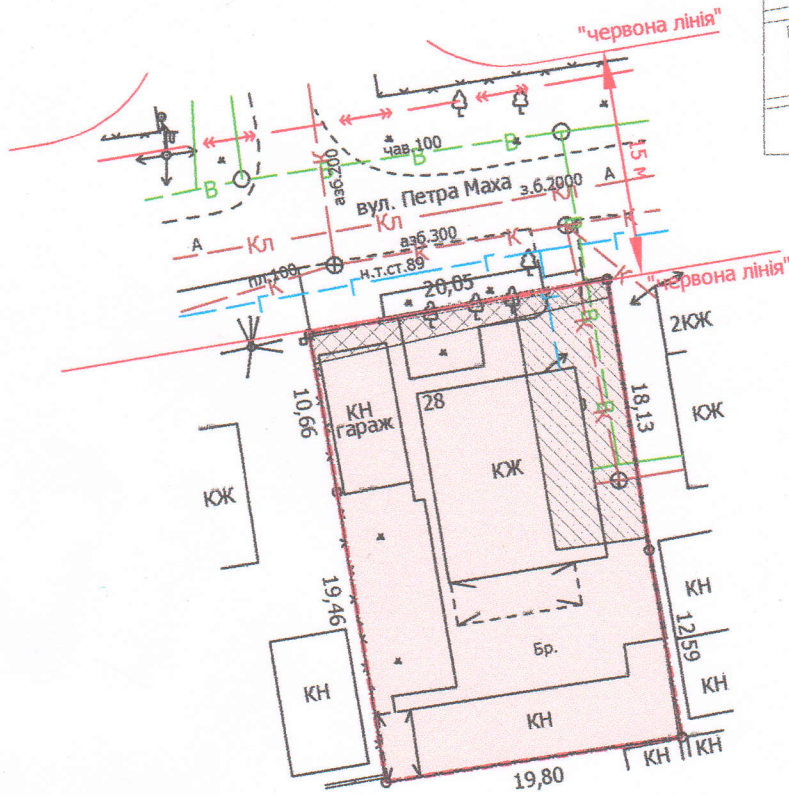 "червона лінія"
чав.100
В
В
В
15 м
азб.200
К
вул. Петра Маха
з.б.2000
А
Кл
Кл
А
Кл
азб.300
К
К
пл.100
К
н.т.ст.89
Г
Г
Г
Г
Г
К
"червона лінія"
20,05
2КЖ
В
К
10,66
КН
гараж
28
18,13
КЖ
В
К
КЖ
КЖ
19,46
КН
12,59
Бр.
КН
КН
КН
КН
КН
19,80